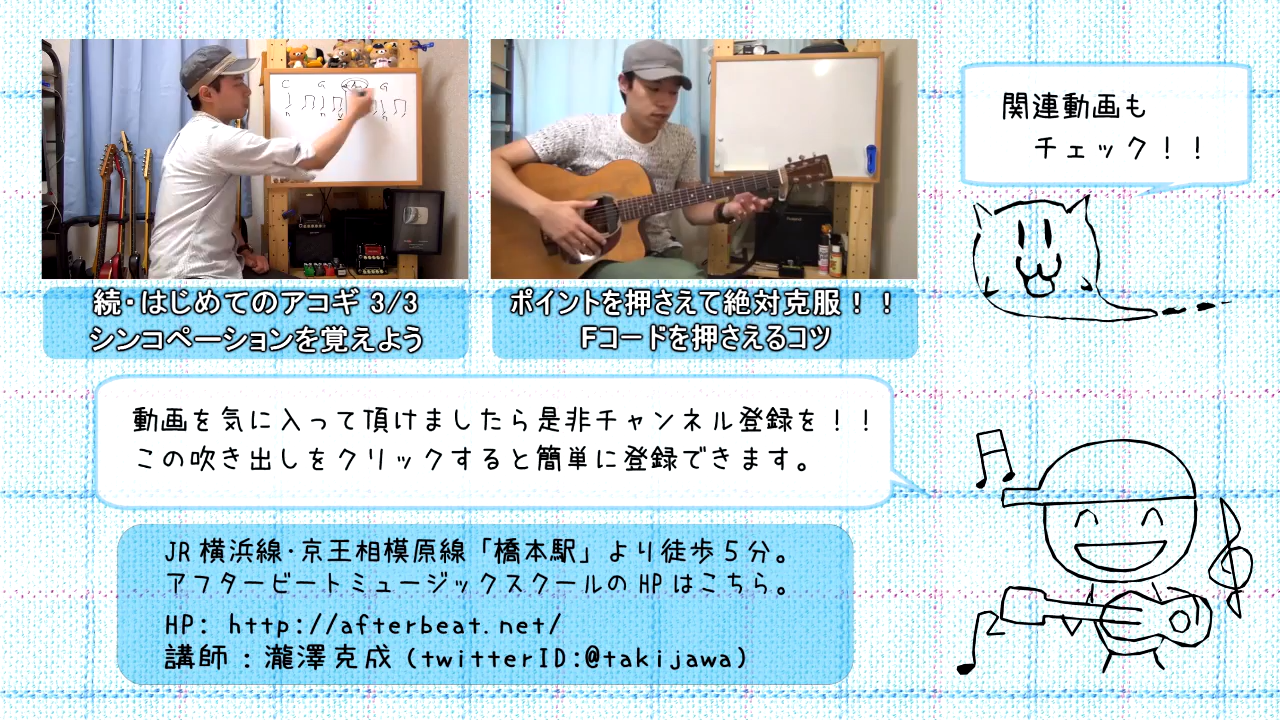 続・はじめてのアコギ 3/3
シンコペーションを覚えよう
ポイントを押さえて絶対克服！！
Fコードを押さえるコツ
関連動画も
チェック！！
動画を気に入って頂けましたら是非チャンネル登録を！！
この吹き出しをクリックすると簡単に登録できます。
JR横浜線・京王相模原線「橋本駅」より徒歩5分。
アフタービートミュージックスクールのHPはこちら。
HP: http://afterbeat.net/
講師：瀧澤克成 (twitterID:@takijawa)